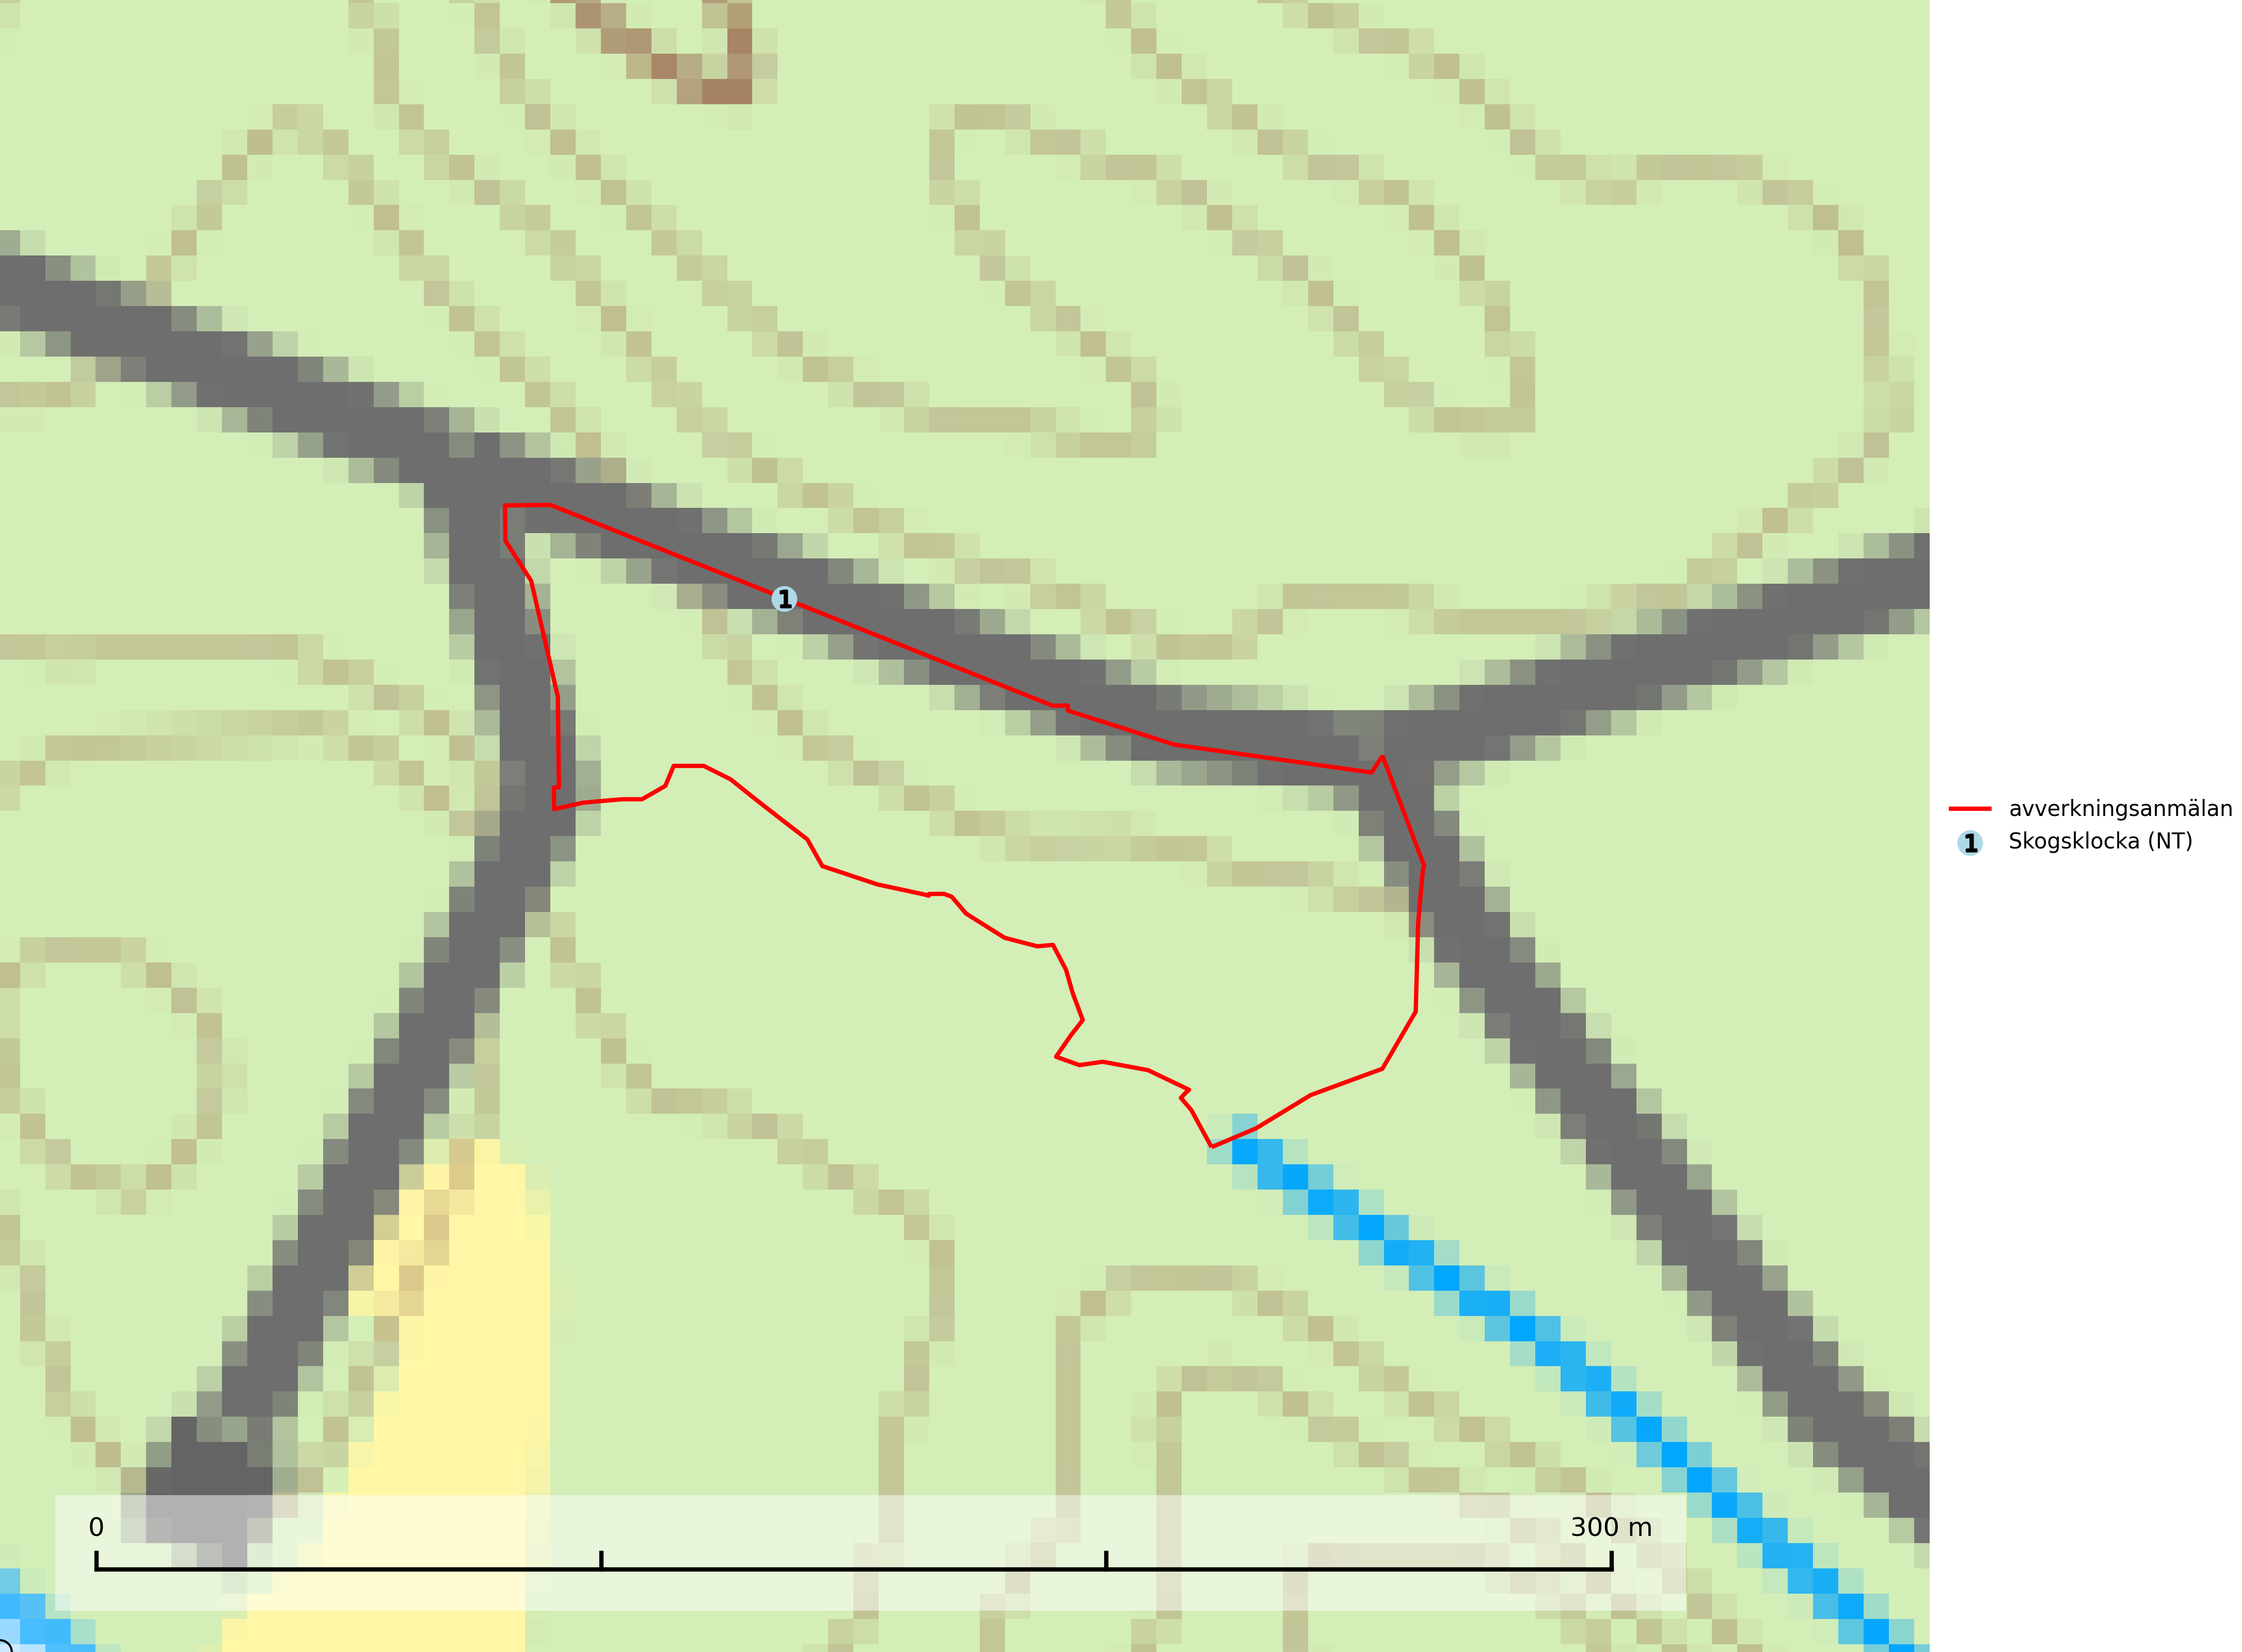 1
avverkningsanmälan
1 Skogsklocka (NT)
0 300 m